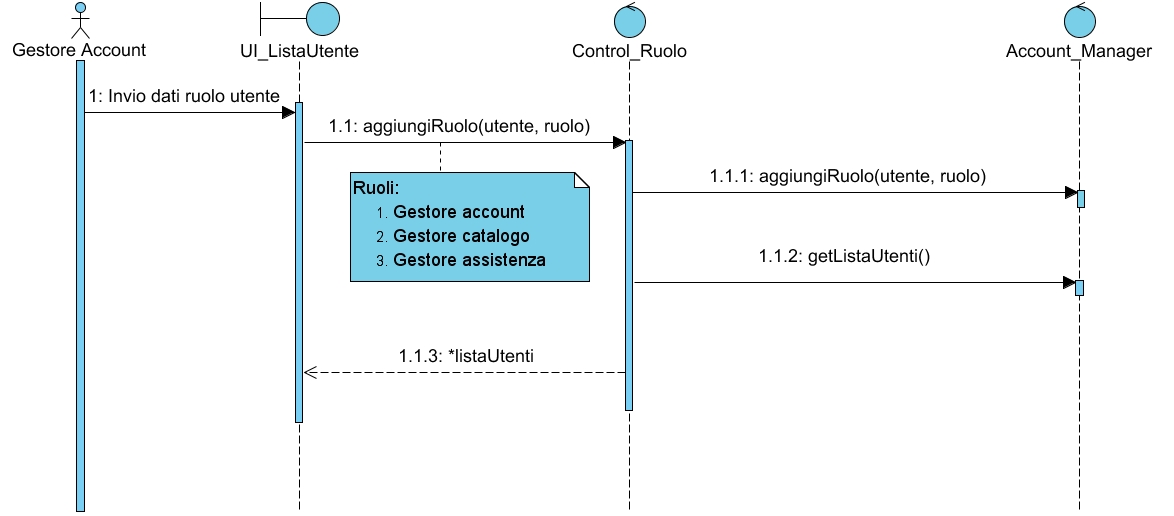 Gestore Account
UI_ListaUtente
Control_Ruolo
Account_Manager
1: Invio dati ruolo utente
1.1: aggiungiRuolo(utente, ruolo)
Ruoli:
1. Gestore account
2. Gestore catalogo
3. Gestore assistenza
1.1.1: aggiungiRuolo(utente, ruolo)
1.1.2: getListaUtenti()
1.1.3: *listaUtenti